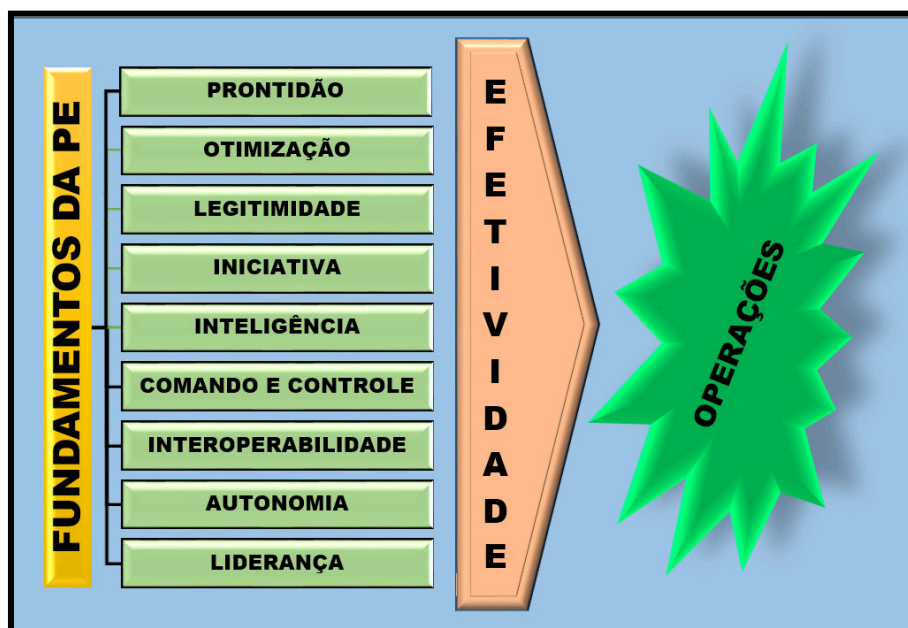 FUNDAMENTOS DA PE
PRONTIDÃO
OTIMIZAÇÃO
LEGITIMIDADE
INICIATIVA
INTELIGÊNCIA
COMANDO E CONTROLE
INTEROPERABILIDADE
AUTONOMIA
LIDERANÇA
EFETIVIDADE
OPERAÇÕES